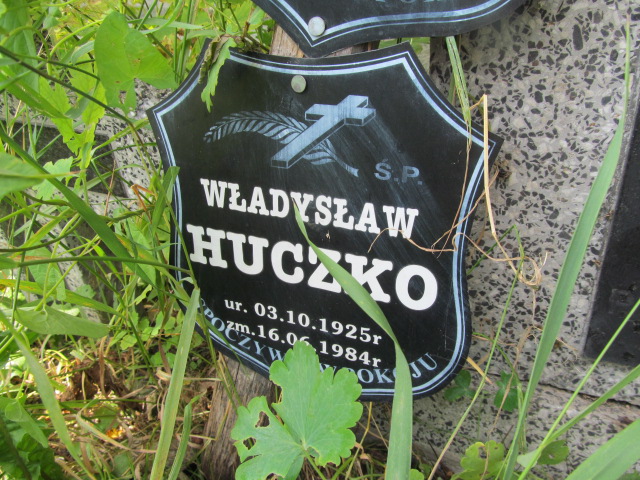 Ś.P.
WŁADYSŁAW
HUCZKO
ur. 03.10.1925r
zm.16.06.1984r